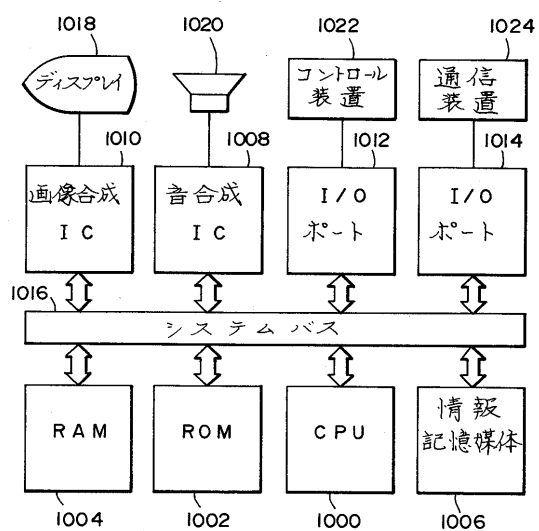 1018
1020
1022
1024
ディスプレイ
コントロール
装置
通信
装置
1010
1008
1012
1014
画像合成
IC
音合成
IC
I/O
ポート
I/O
ポート
1016
システムバス
RAM
ROM
CPU
情報
記憶媒体
1004
1002
1000
1006